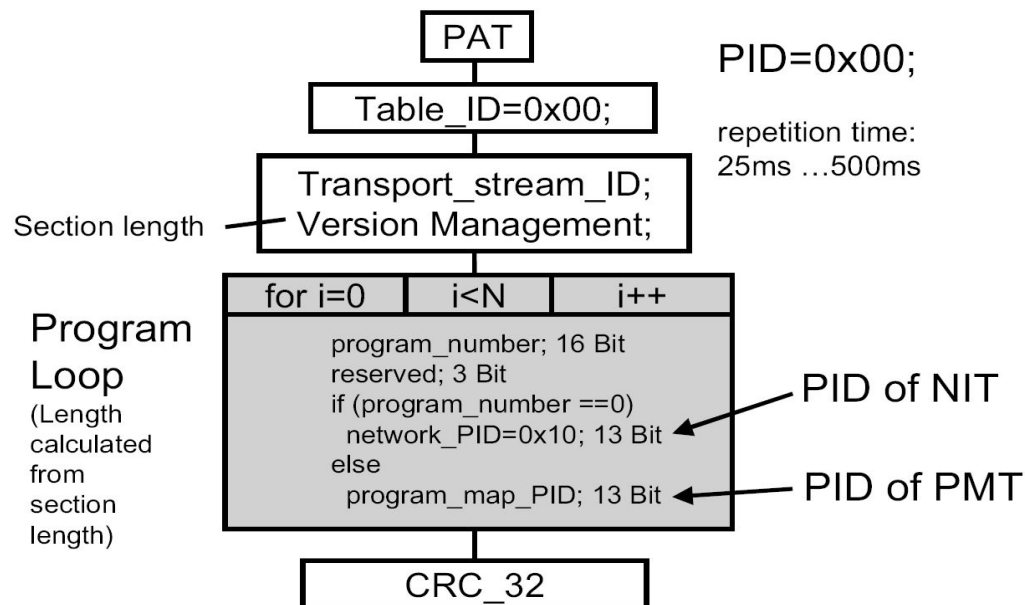 PAT
PID=0x00;
Table_ID=0x00;
repetition time:
25ms ...500ms
Transport_stream_ID;
Version Management;
Section length
for i=0 i<N i++
Program
Loop
(Length
calculated
from
section
length)
program_number; 16 Bit
reserved; 3 Bit
if (program_number ==0)
network_PID=0x10; 13 Bit
else
program_map_PID; 13 Bit
PID of NIT
PID of PMT
CRC_32